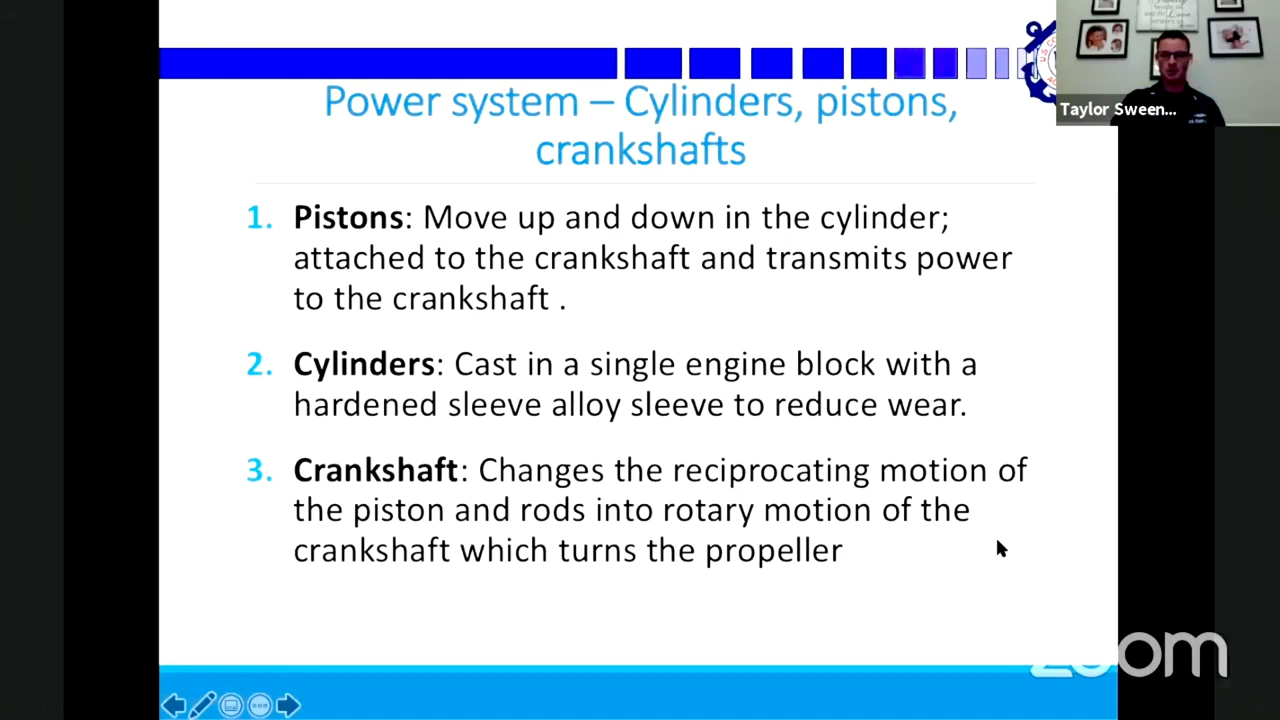 Power system – Cylinders, pistons,
crankshafts
1. Pistons: Move up and down in the cylinder;
attached to the crankshaft and transmits power
to the crankshaft .
2. Cylinders: Cast in a single engine block with a
hardened sleeve alloy sleeve to reduce wear.
3. Crankshaft: Changes the reciprocating motion of
the piston and rods into rotary motion of the
crankshaft which turns the propeller
Taylor Sween...
zoom